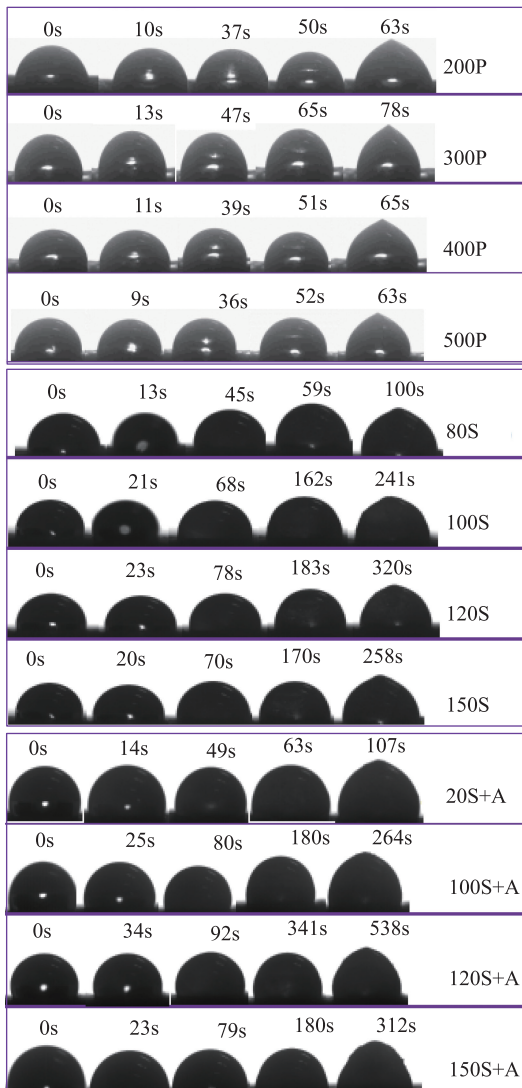 0s 10s 37s 50s 63s
200P
0s 13s 47s 65s 78s
300P
0s 11s 39s 51s 65s
400P
0s 9s 36s 52s 63s
500P
0s 13s 45s 59s 100s
80S
0s 21s 68s 162s 241s
100S
0s 23s 78s 183s 320s
120S
0s 20s 70s 170s 258s
150S
0s 14s 49s 63s 107s
20S+A
0s 25s 80s 180s 264s
100S+A
0s 34s 92s 341s 538s
120S+A
0s 23s 79s 180s 312s
150S+A